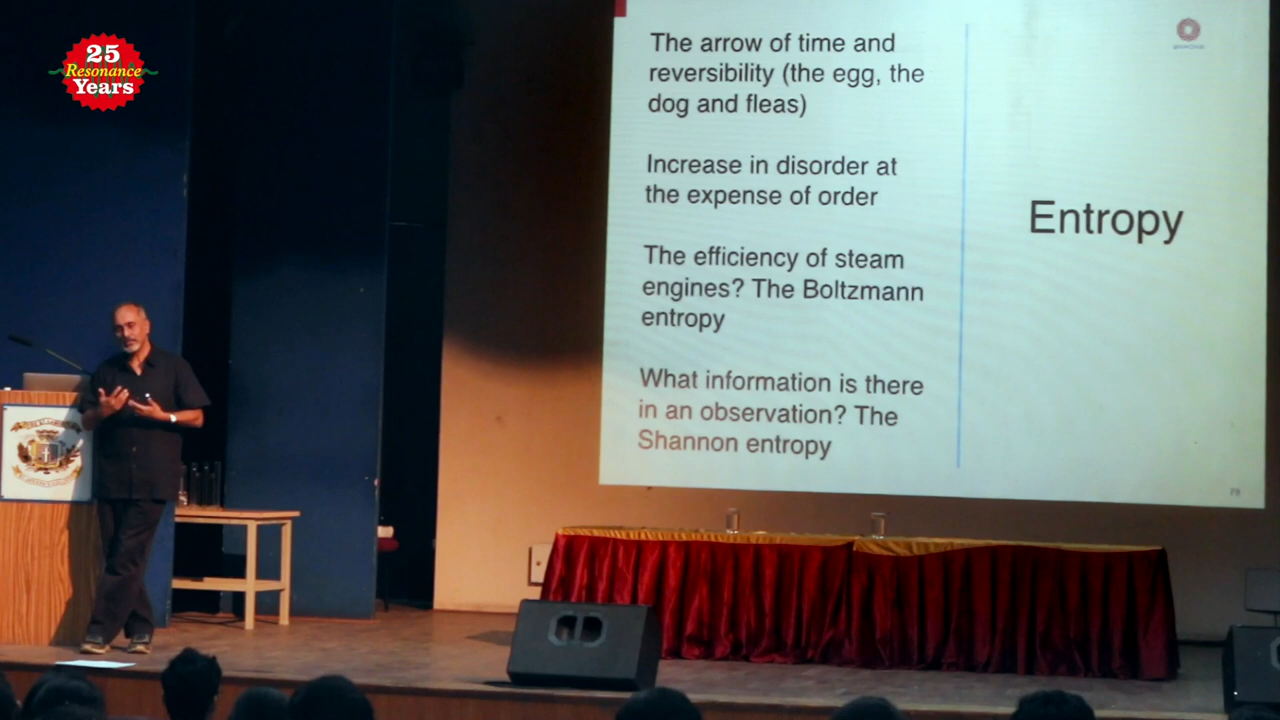 25
Resonance
Years
The arrow of time and
reversibility (the egg, the
dog and fleas)
Increase in disorder at
the expense of order
The efficiency of steam
engines? The Boltzmann
entropy
What information is there
in an observation? The
Shannon entropy
Entropy